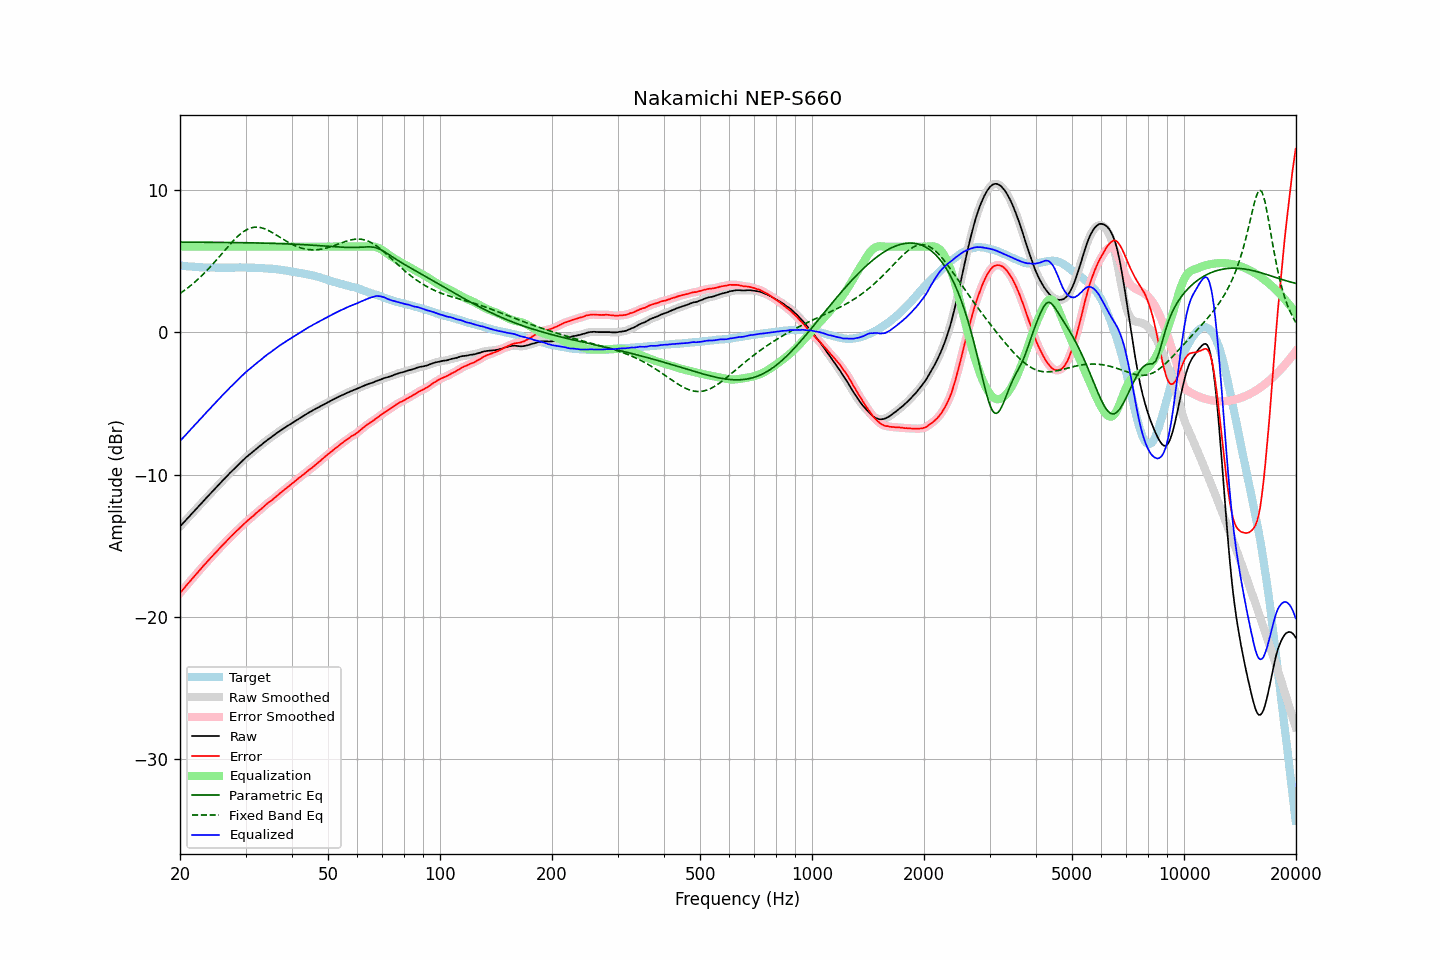 Nakamichi NEP-S660
Amplitude (dBr)
10
0
−10
−20
−30
Target
Raw Smoothed
Error Smoothed
Raw
Error
Equalization
Parametric Eq
Fixed Band Eq
Equalized
20 50 100 200 500 1000 2000 5000 10000 20000
Frequency (Hz)